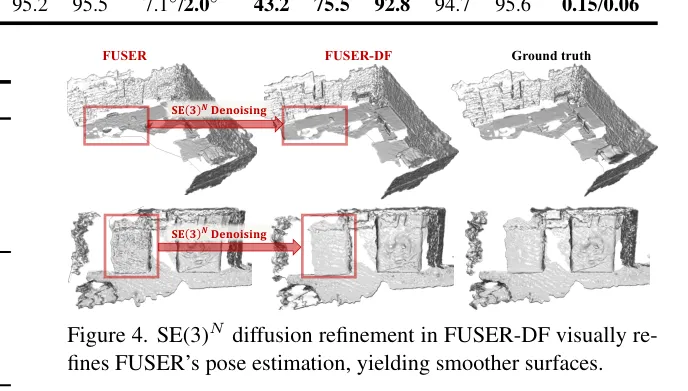 95.2 95.5 7.1°/2.0° 43.2 75.5 92.8 94.7 95.6 0.15/0.06
FUSER FUSER-DF Ground truth
SE(3)^N Denoising
SE(3)^N Denoising
Figure 4. SE(3)^N diffusion refinement in FUSER-DF visually re-
fines FUSER's pose estimation, yielding smoother surfaces.